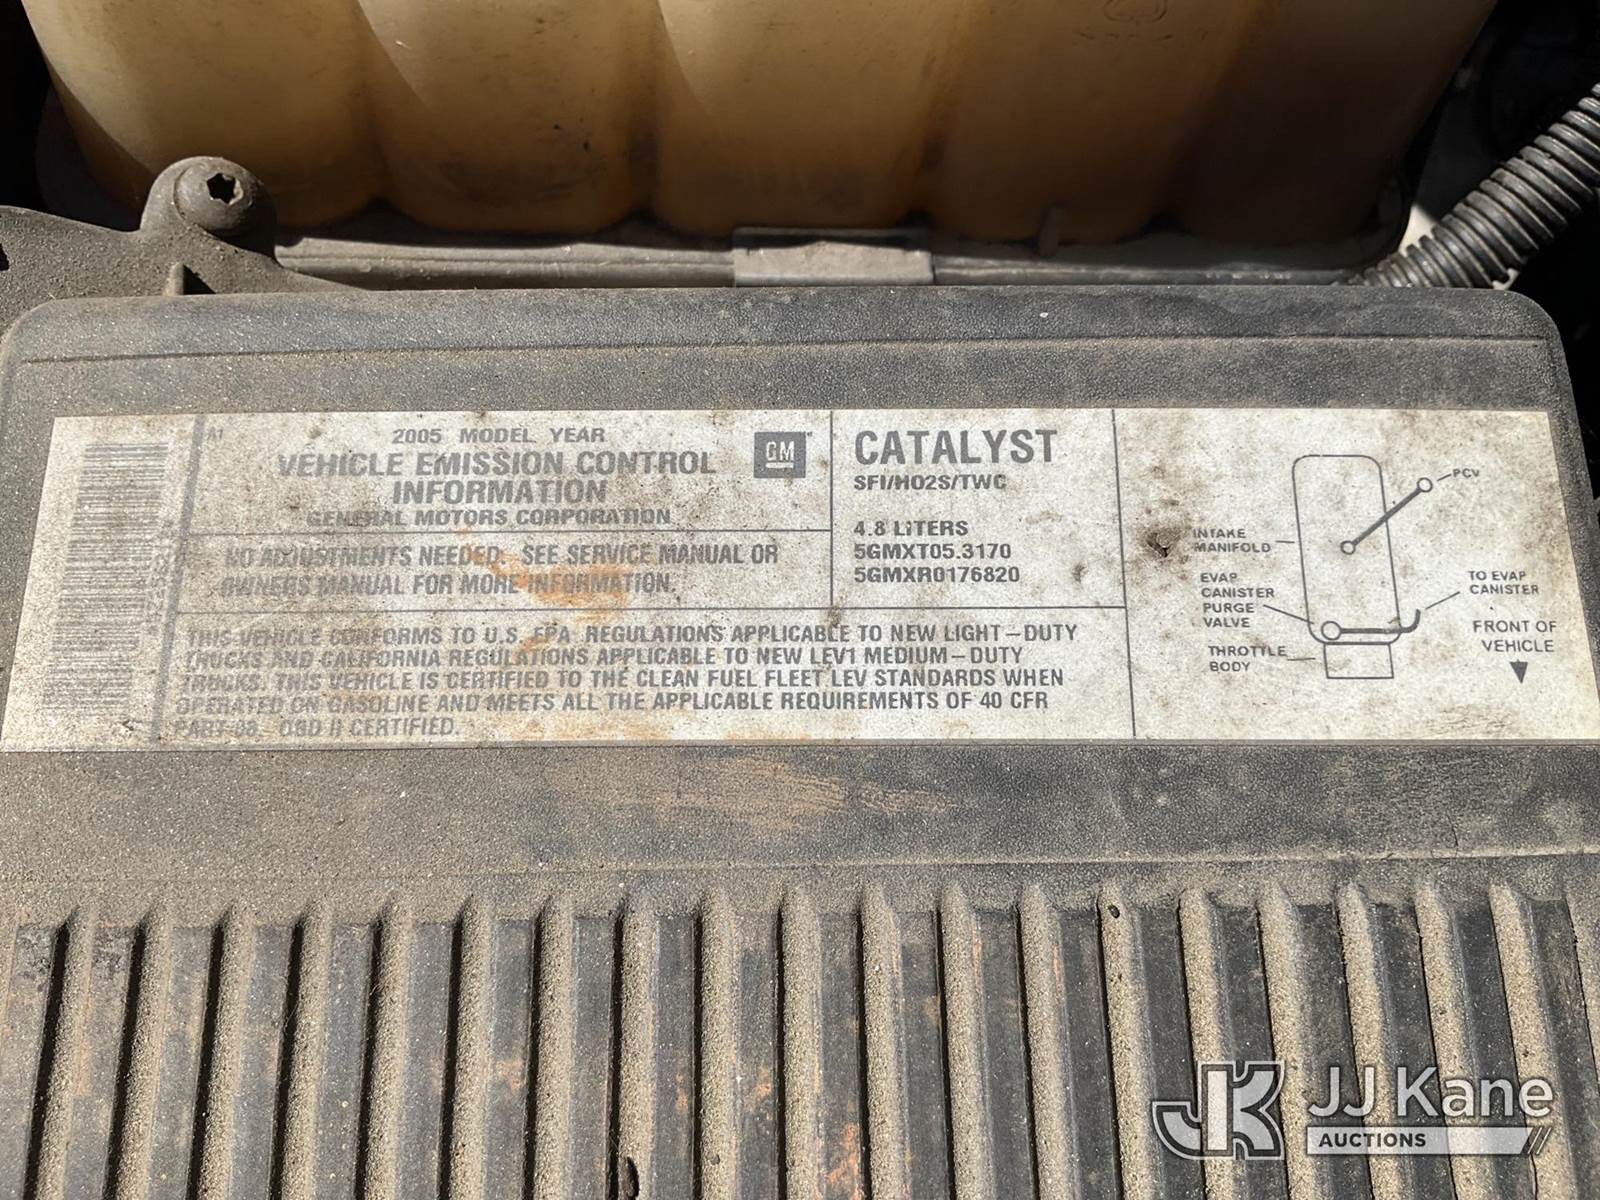 A1
2005 MODEL YEAR
VEHICLE EMISSION CONTROL
INFORMATION
GENERAL MOTORS CORPORATION
GM
NO ADJUSTMENTS NEEDED. SEE SERVICE MANUAL OR
OWNERS MANUAL FOR MORE INFORMATION.
CATALYST
SFI/HO2S/TWC
4.8 LITERS
5GMXT05.3170
5GMXR0176820
THIS VEHICLE CONFORMS TO U.S. EPA REGULATIONS APPLICABLE TO NEW LIGHT-DUTY
TRUCKS AND CALIFORNIA REGULATIONS APPLICABLE TO NEW LEV1 MEDIUM-DUTY
TRUCKS. THIS VEHICLE IS CERTIFIED TO THE CLEAN FUEL FLEET LEV STANDARDS WHEN
OPERATED ON GASOLINE AND MEETS ALL THE APPLICABLE REQUIREMENTS OF 40 CFR
PART 88. OBD II CERTIFIED.
PCV
INTAKE
MANIFOLD
EVAP
CANISTER
PURGE
VALVE
THROTTLE
BODY
TO EVAP
CANISTER
FRONT OF
VEHICLE
JK JJ Kane
AUCTIONS